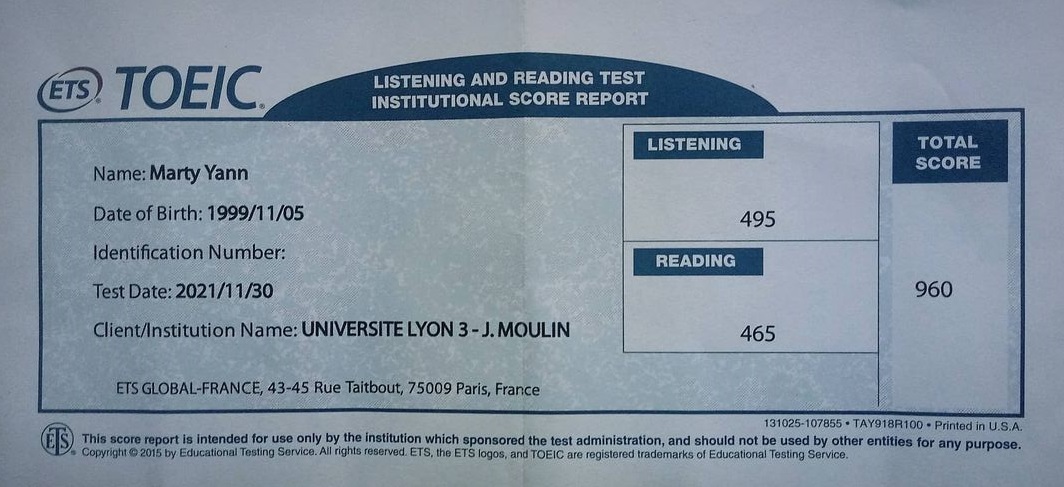 ETS® TOEIC®
LISTENING AND READING TEST
INSTITUTIONAL SCORE REPORT
Name: Marty Yann
Date of Birth: 1999/11/05
Identification Number:
Test Date: 2021/11/30
Client/Institution Name: UNIVERSITE LYON 3 - J. MOULIN
ETS GLOBAL-FRANCE, 43-45 Rue Taitbout, 75009 Paris, France
LISTENING
495
READING
465
TOTAL
SCORE
960
131025-107855 • TAY918R100 • Printed in U.S.A.
ETS® This score report is intended for use only by the institution which sponsored the test administration, and should not be used by other entities for any purpose.
Copyright © 2015 by Educational Testing Service. All rights reserved. ETS, the ETS logos, and TOEIC are registered trademarks of Educational Testing Service.